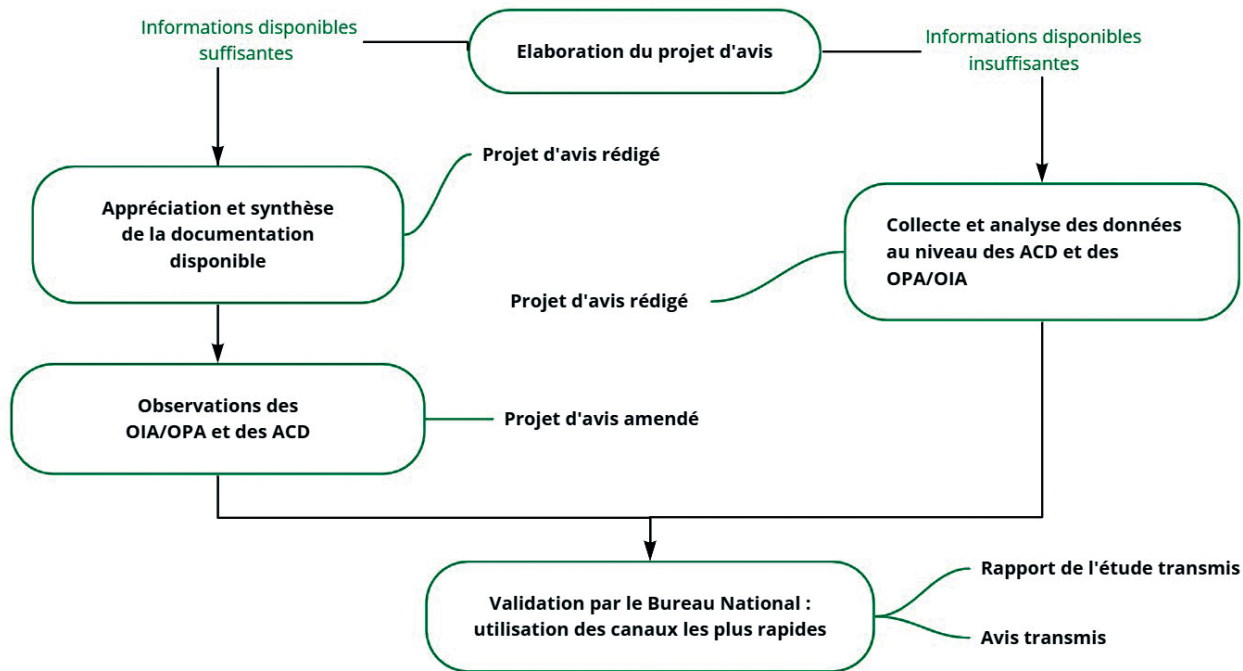 Informations disponibles
suffisantes
Elaboration du projet d'avis
Informations disponibles
insuffisantes
Projet d'avis rédigé
Appréciation et synthèse
de la documentation
disponible
Collecte et analyse des données
au niveau des ACD et des
OPA/OIA
Projet d'avis rédigé
Observations des
OIA/OPA et des ACD
Projet d'avis amendé
Validation par le Bureau National :
utilisation des canaux les plus rapides
Rapport de l'étude transmis
Avis transmis